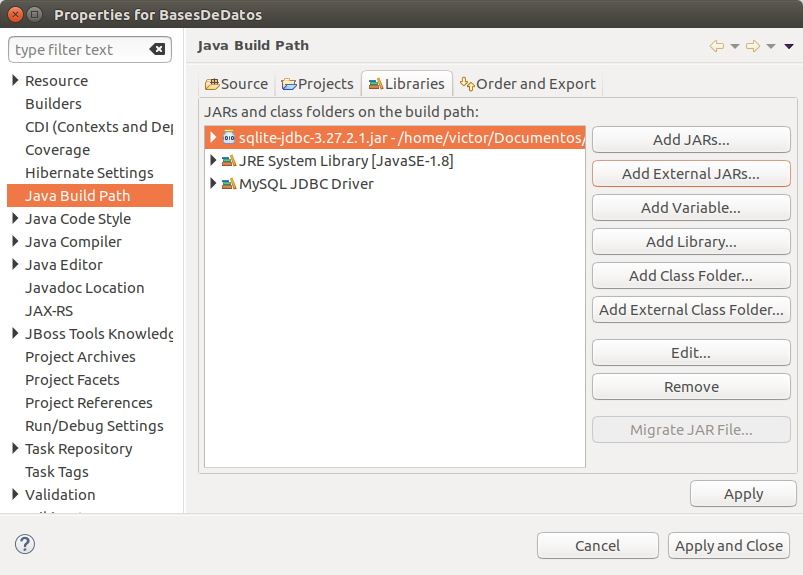 Properties for BasesDeDatos
type filter text
Resource
Builders
CDI (Contexts and Dep
Coverage
Hibernate Settings
Java Build Path
Java Code Style
Java Compiler
Java Editor
Javadoc Location
JAX-RS
JBoss Tools Knowledg
Project Archives
Project Facets
Project References
Run/Debug Settings
Task Repository
Task Tags
Validation
Java Build Path
Source
Projects
Libraries
Order and Export
JARs and class folders on the build path:
sqlite-jdbc-3.27.2.1.jar - /home/victor/Documentos/
JRE System Library [JavaSE-1.8]
MySQL JDBC Driver
Add JARs...
Add External JARs...
Add Variable...
Add Library...
Add Class Folder...
Add External Class Folder...
Edit...
Remove
Migrate JAR File...
Apply
?
Cancel
Apply and Close